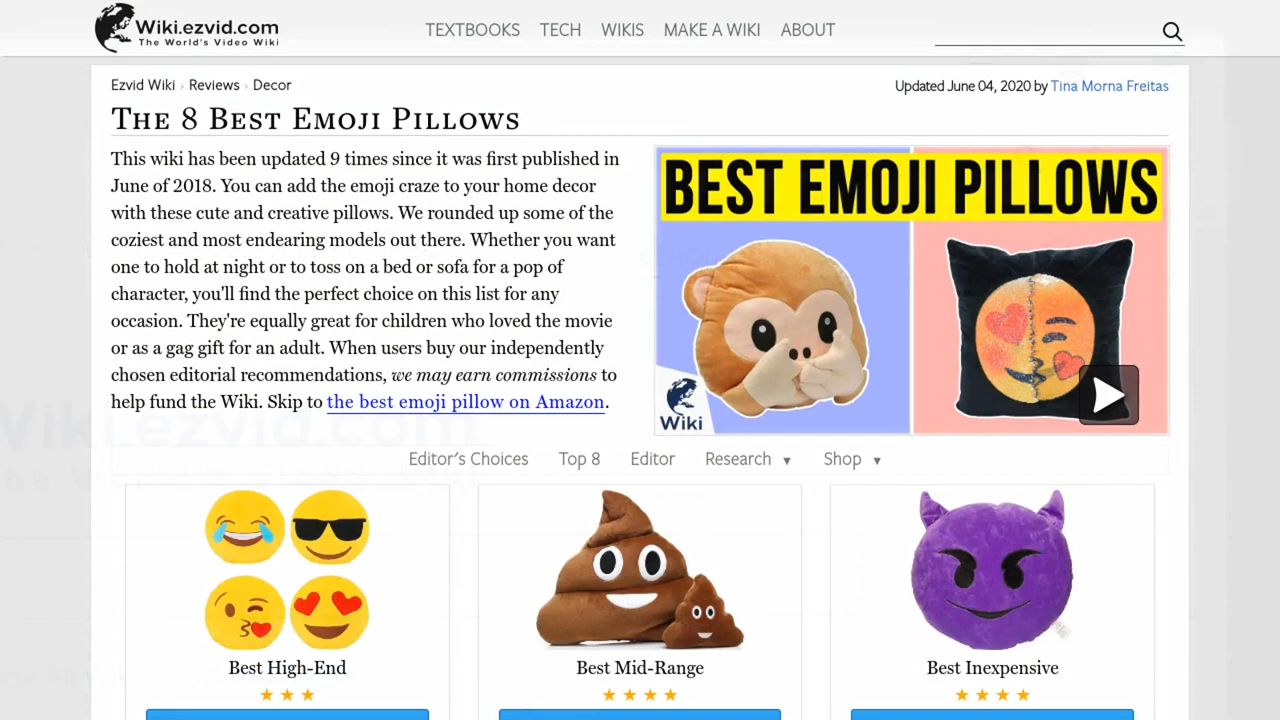 Wiki.ezvid.com
The World's Video Wiki
TEXTBOOKS TECH WIKIS MAKE A WIKI ABOUT
Ezvid Wiki › Reviews › Decor
Updated June 04, 2020 by Tina Morna Freitas
The 8 Best Emoji Pillows
This wiki has been updated 9 times since it was first published in
June of 2018. You can add the emoji craze to your home decor
with these cute and creative pillows. We rounded up some of the
coziest and most endearing models out there. Whether you want
one to hold at night or to toss on a bed or sofa for a pop of
character, you'll find the perfect choice on this list for any
occasion. They're equally great for children who loved the movie
or as a gag gift for an adult. When users buy our independently
chosen editorial recommendations, we may earn commissions to
help fund the Wiki. Skip to the best emoji pillow on Amazon.
BEST EMOJI PILLOWS
Wiki
Editor's Choices Top 8 Editor Research ▼ Shop ▼
Best High-End
Best Mid-Range
Best Inexpensive